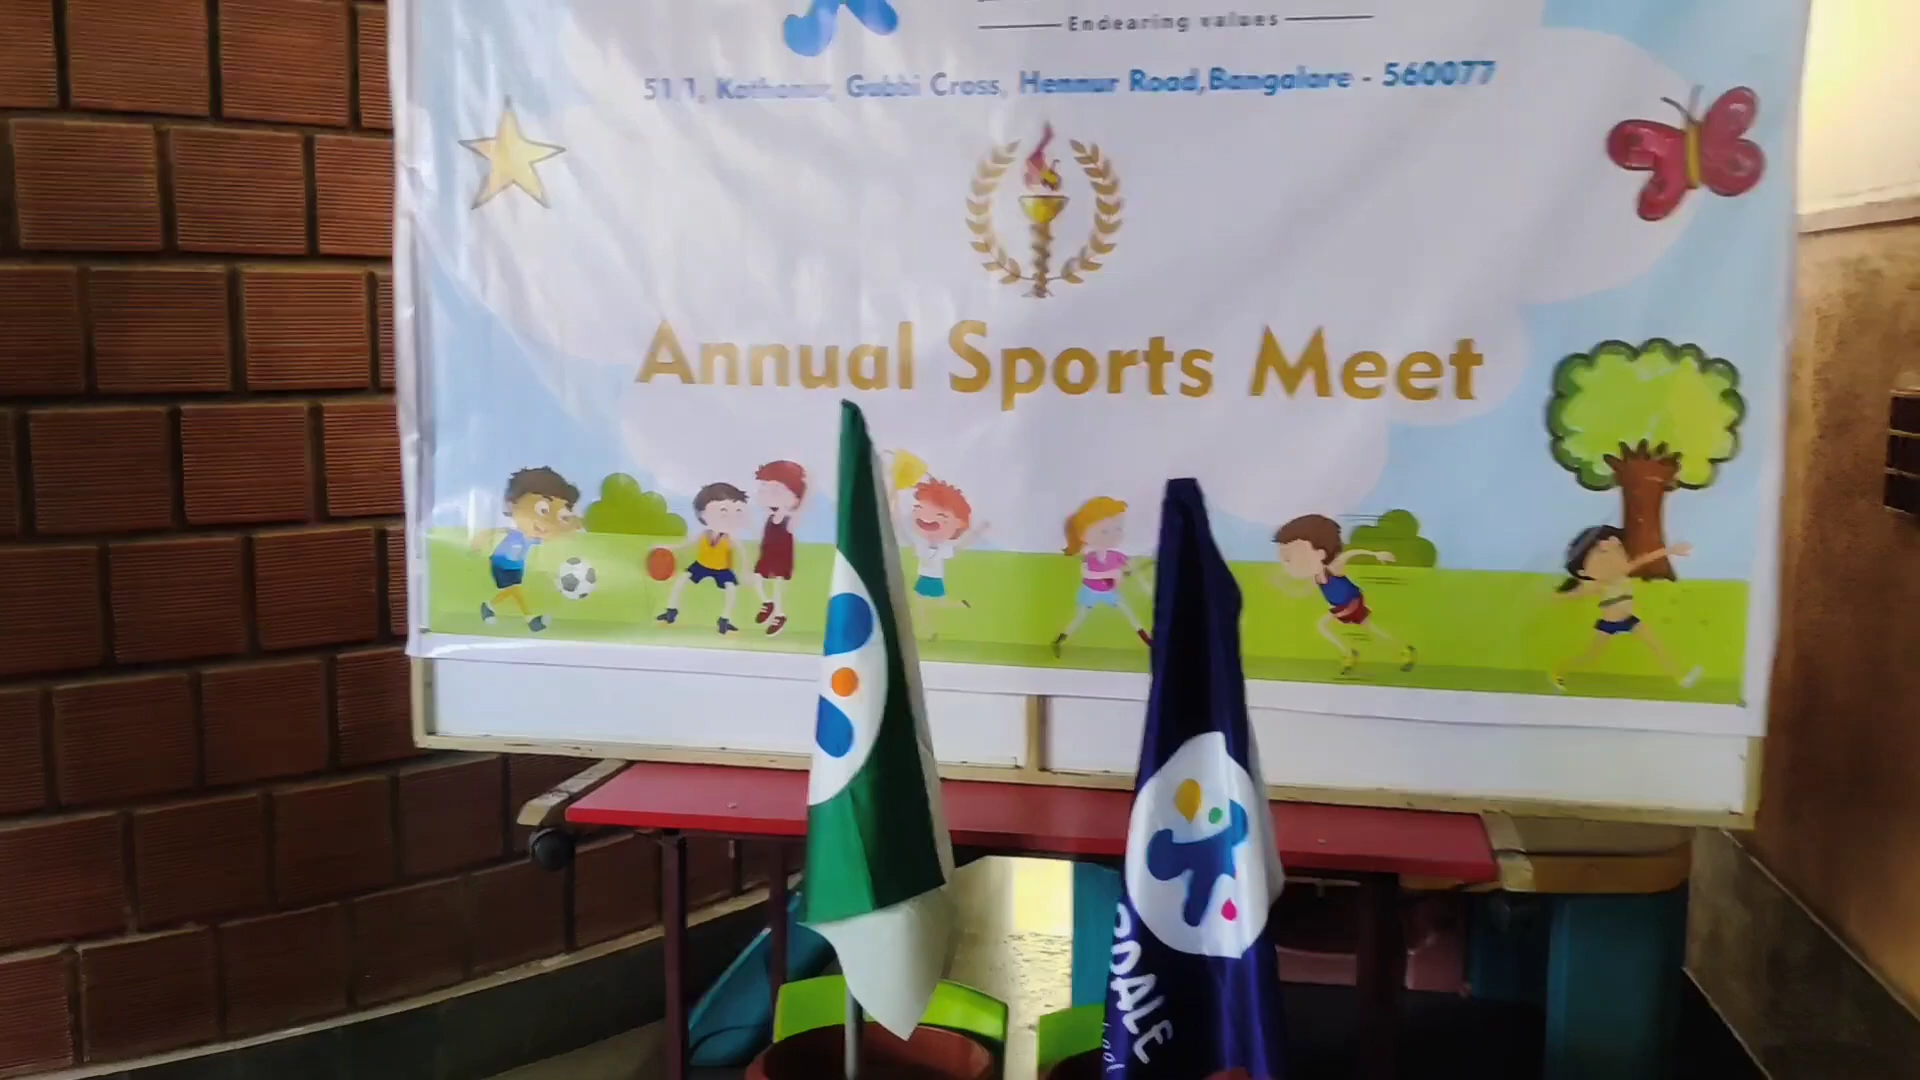 Endearing values
51/1, Kothanur, Gubbi Cross, Hennur Road,Bangalore - 560077
Annual Sports Meet